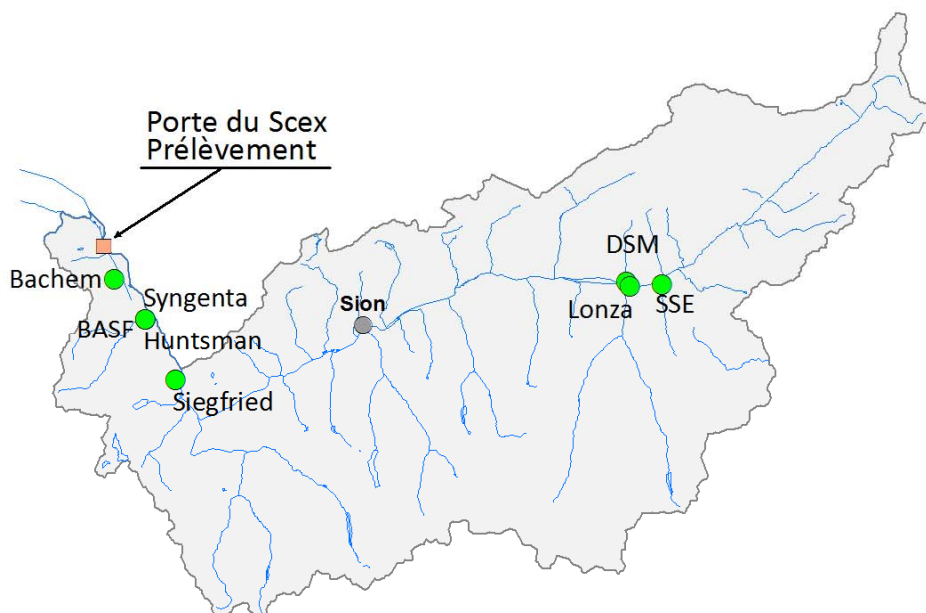 Porte du Scex
Prélèvement
Bachem
Syngenta
BASF
Huntsman
Siegfried
Sion
DSM
Lonza
SSE